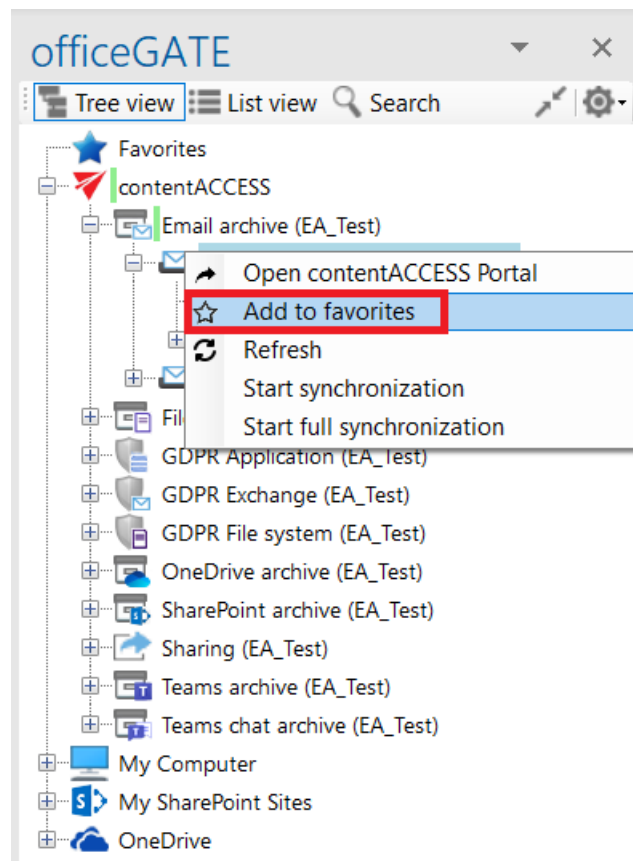 officeGATE
Tree view List view Search
Favorites
contentACCESS
Email archive (EA_Test)
Open contentACCESS Portal
Add to favorites
Refresh
Start synchronization
Fil
Start full synchronization
GDPR Application (EA_Test)
GDPR Exchange (EA_Test)
GDPR File system (EA_Test)
OneDrive archive (EA_Test)
SharePoint archive (EA_Test)
Sharing (EA_Test)
Teams archive (EA_Test)
Teams chat archive (EA_Test)
My Computer
My SharePoint Sites
OneDrive